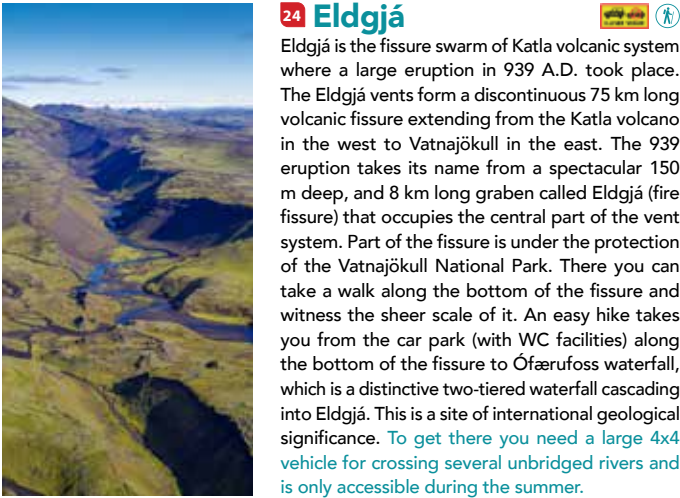 24 Eldgjá
Eldgjá is the fissure swarm of Katla volcanic system
where a large eruption in 939 A.D. took place.
The Eldgjá vents form a discontinuous 75 km long
volcanic fissure extending from the Katla volcano
in the west to Vatnajökull in the east. The 939
eruption takes its name from a spectacular 150
m deep, and 8 km long graben called Eldgjá (fire
fissure) that occupies the central part of the vent
system. Part of the fissure is under the protection
of the Vatnajökull National Park. There you can
take a walk along the bottom of the fissure and
witness the sheer scale of it. An easy hike takes
you from the car park (with WC facilities) along
the bottom of the fissure to Ófærufoss waterfall,
which is a distinctive two-tiered waterfall cascading
into Eldgjá. This is a site of international geological
significance. To get there you need a large 4x4
vehicle for crossing several unbridged rivers and
is only accessible during the summer.